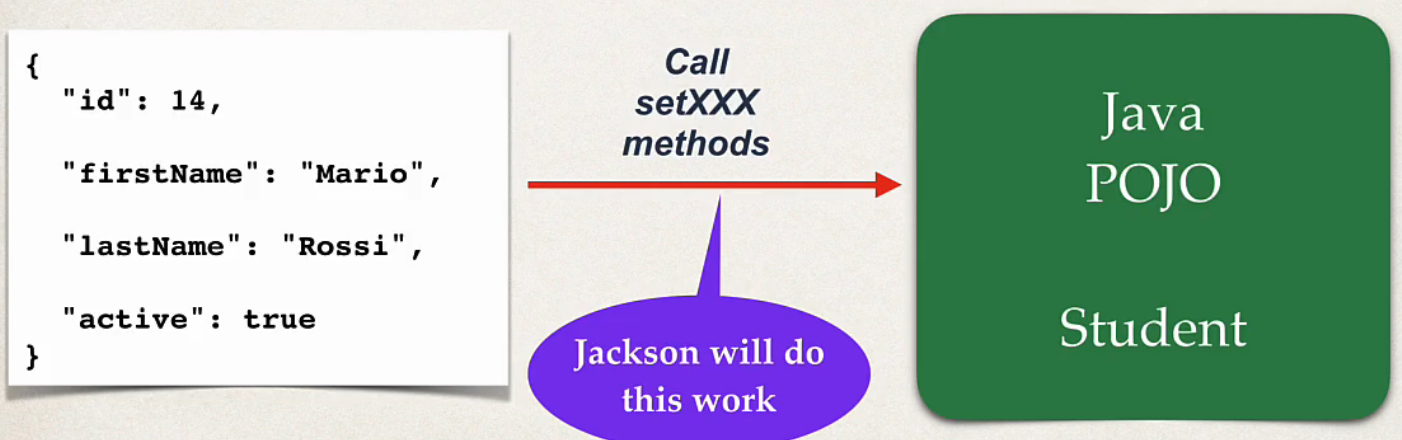 {
"id": 14,
"firstName": "Mario",
"lastName": "Rossi",
"active": true
}
Call
setXXX
methods
Jackson will do
this work
Java
POJO
Student